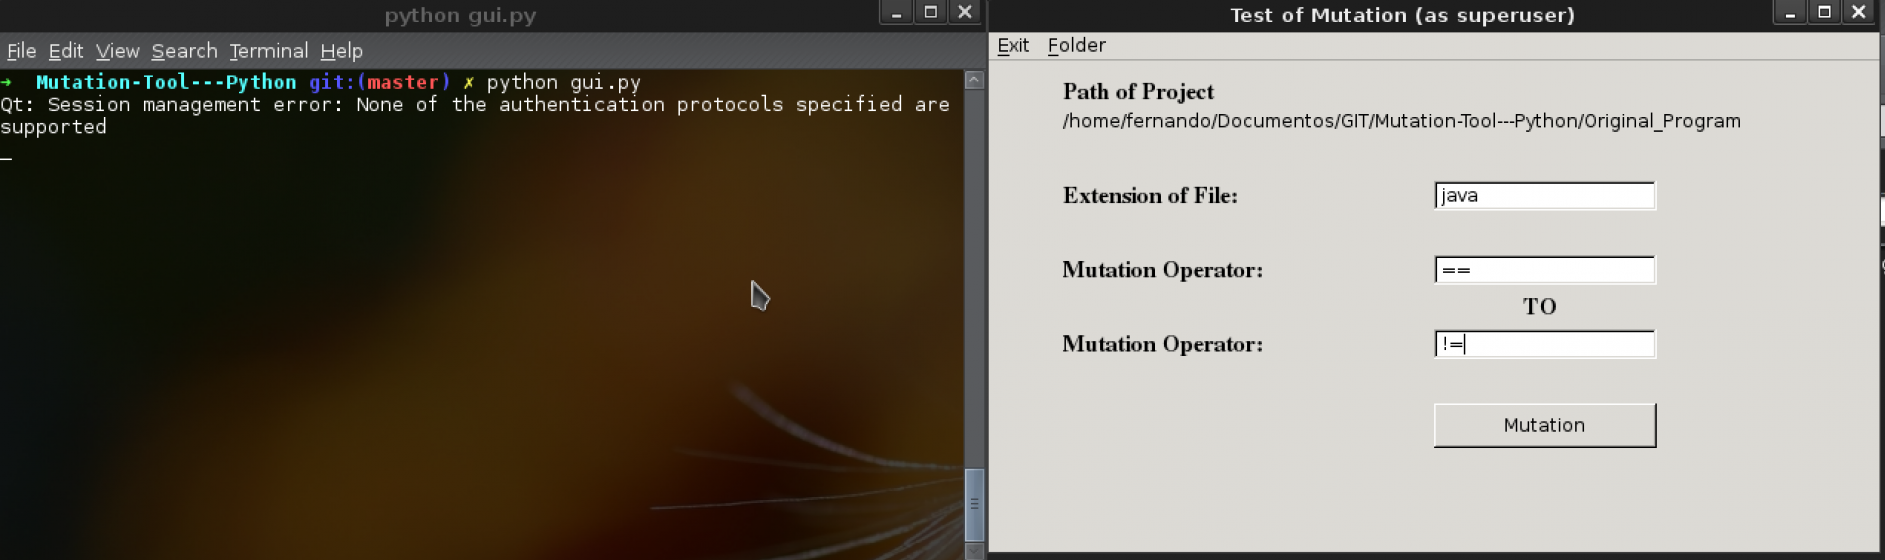 python gui.py
File Edit View Search Terminal Help
➜ Mutation-Tool---Python git:(master) ✗ python gui.py
Qt: Session management error: None of the authentication protocols specified are
supported
Test of Mutation (as superuser)
Exit Folder
Path of Project
/home/fernando/Documentos/GIT/Mutation-Tool---Python/Original_Program
Extension of File: java
Mutation Operator: ==
TO
Mutation Operator: !=
Mutation